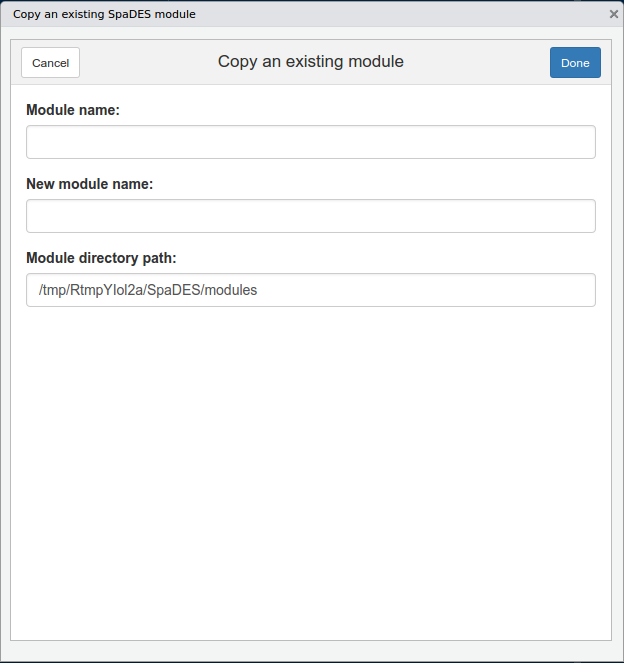 Copy an existing SpaDES module
Cancel
Copy an existing module
Done
Module name:
New module name:
Module directory path:
/tmp/RtmpYIol2a/SpaDES/modules